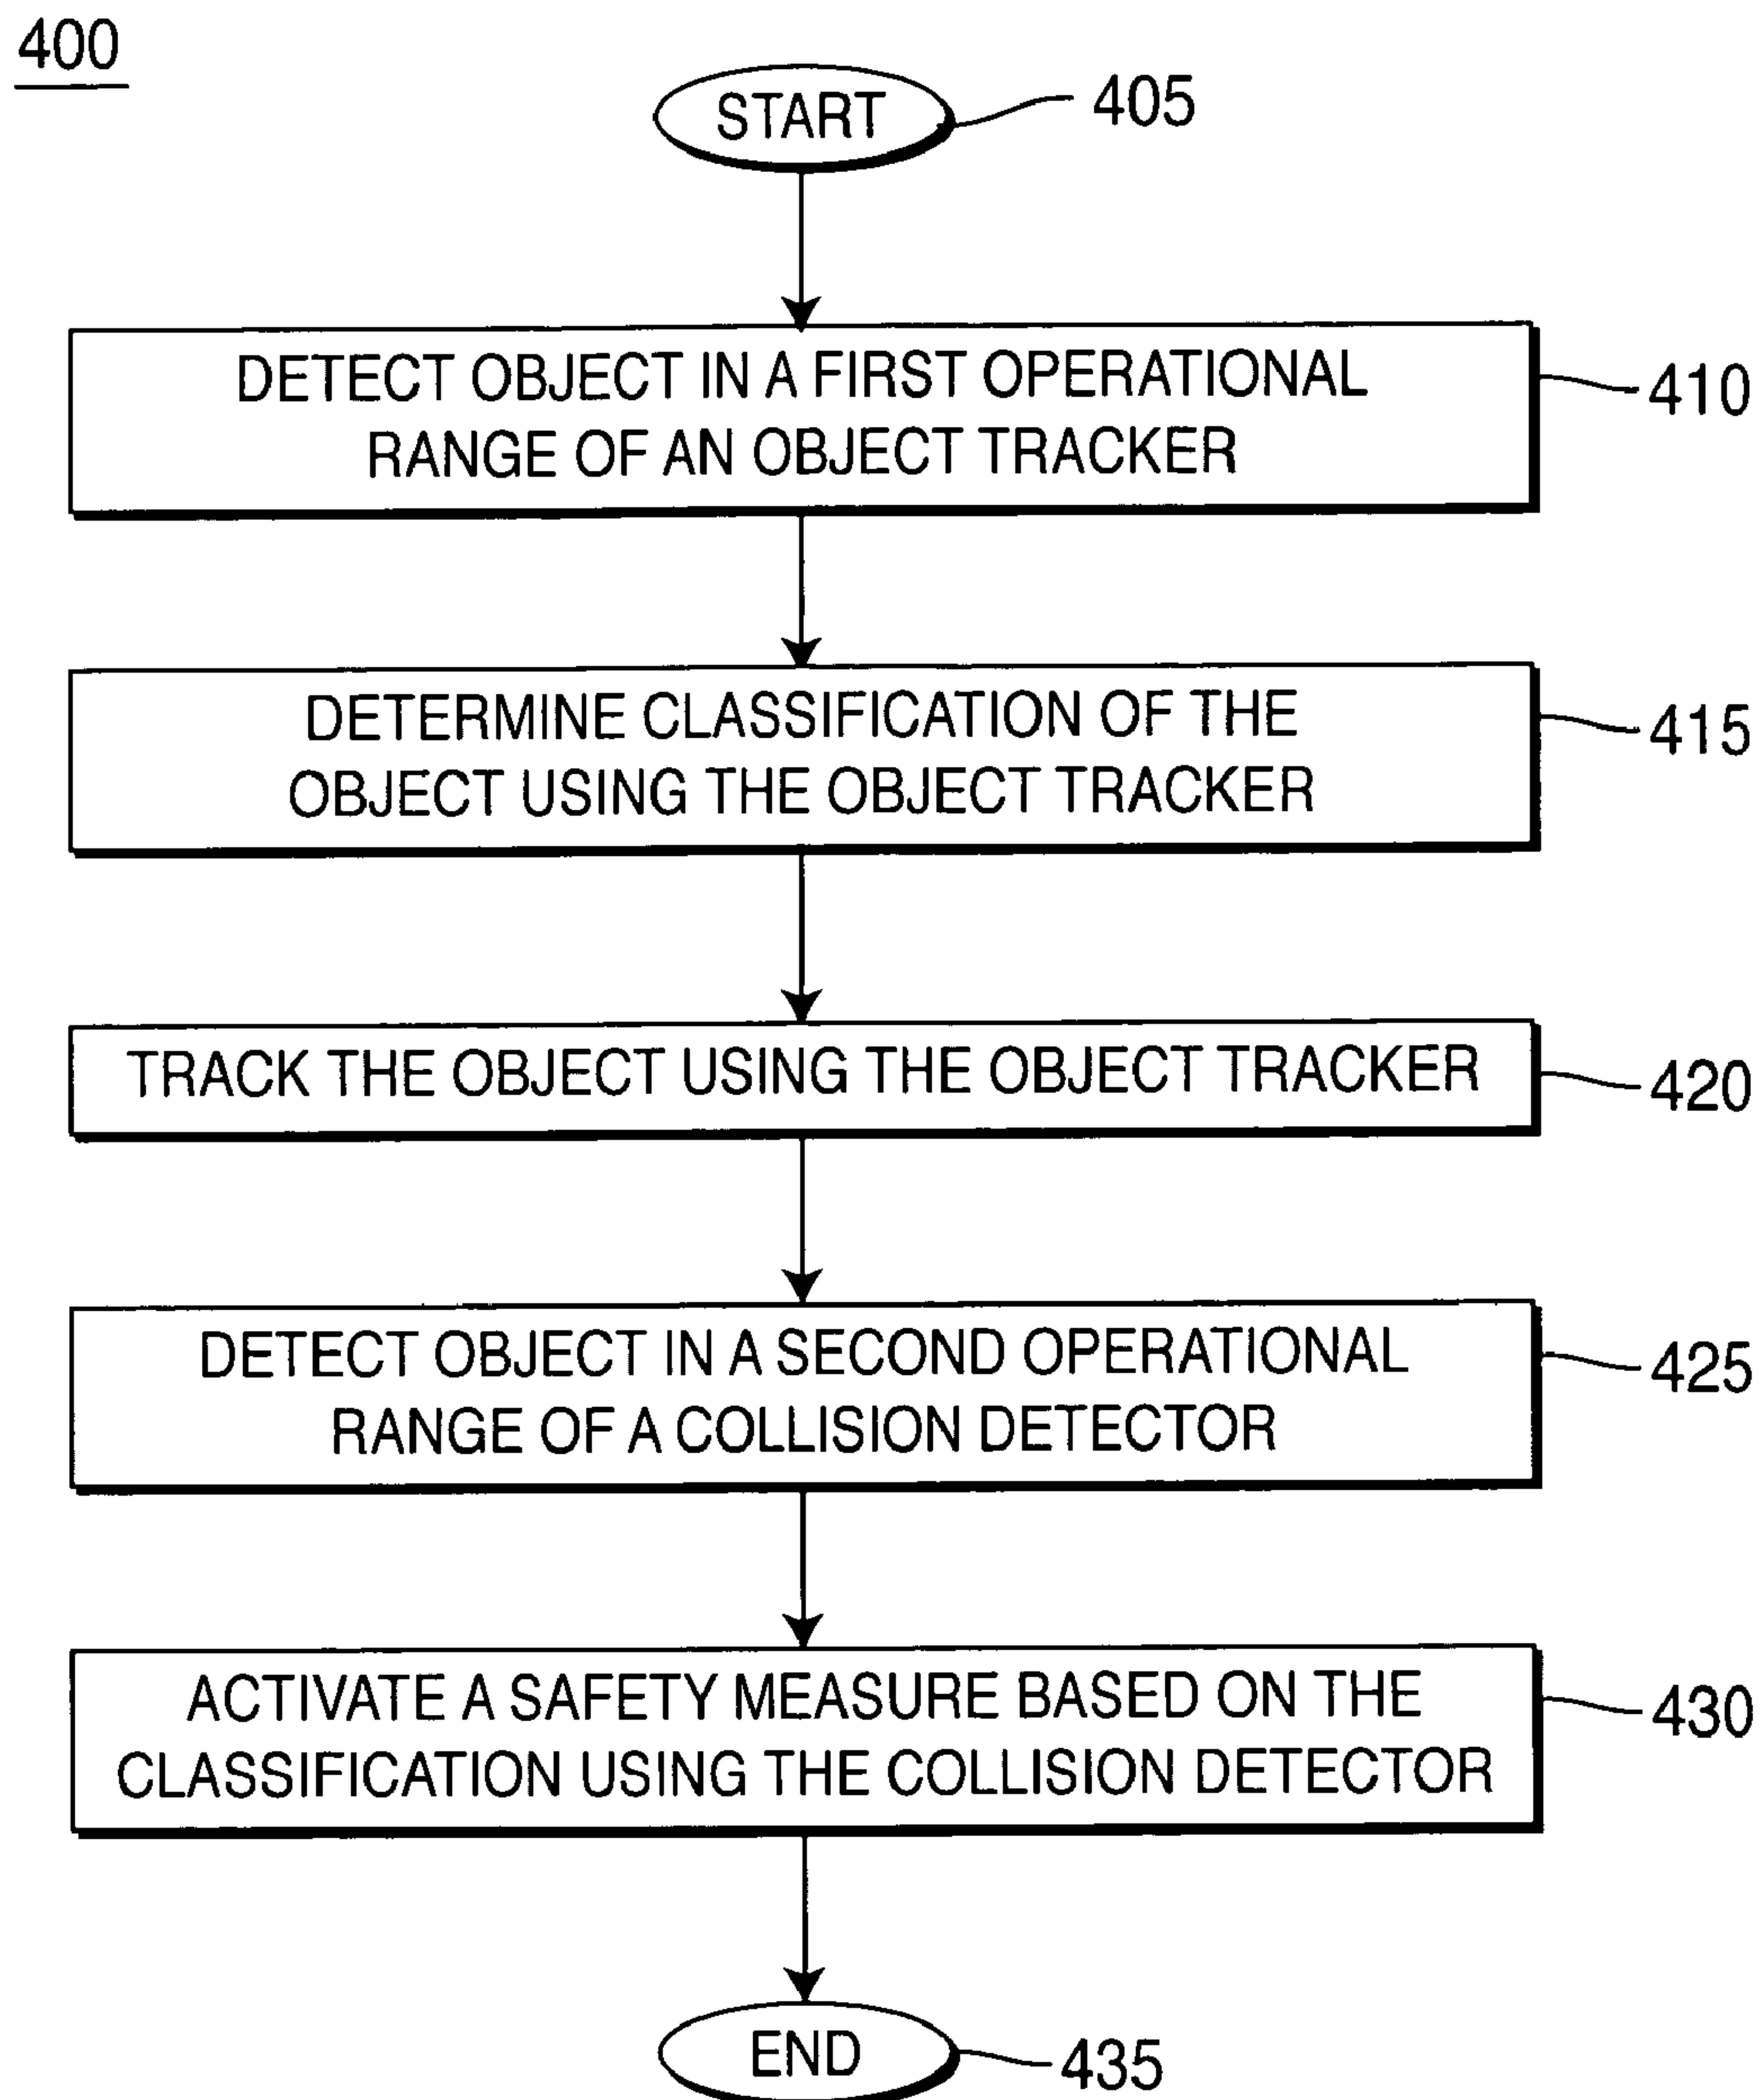 400
START
405
DETECT OBJECT IN A FIRST OPERATIONAL
RANGE OF AN OBJECT TRACKER
410
DETERMINE CLASSIFICATION OF THE
OBJECT USING THE OBJECT TRACKER
415
TRACK THE OBJECT USING THE OBJECT TRACKER
420
DETECT OBJECT IN A SECOND OPERATIONAL
RANGE OF A COLLISION DETECTOR
425
ACTIVATE A SAFETY MEASURE BASED ON THE
CLASSIFICATION USING THE COLLISION DETECTOR
430
END
435